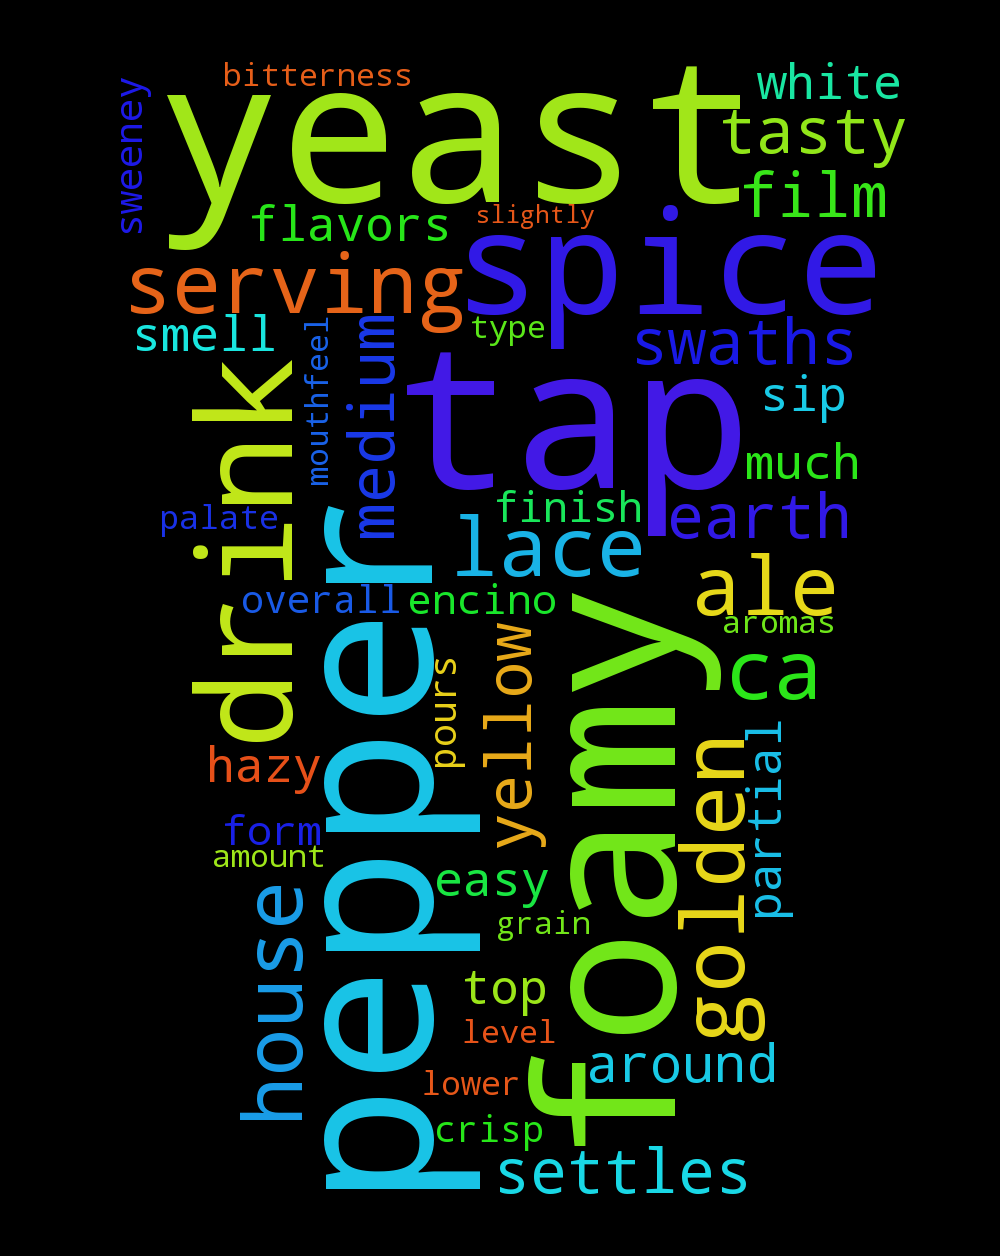 bitterness
white
sweeney
yeast
tasty
film
flavors
slightly
serving
spice
smell
type
swaths
mouthfeel
medium
tap
sip
drink
much
palate
finish
earth
pepper
lace
ale
overall
encino
aromas
foamy
yellow
pours
ca
hazy
golden
partial
form
amount
easy
house
grain
top
level
around
lower
crisp
settles